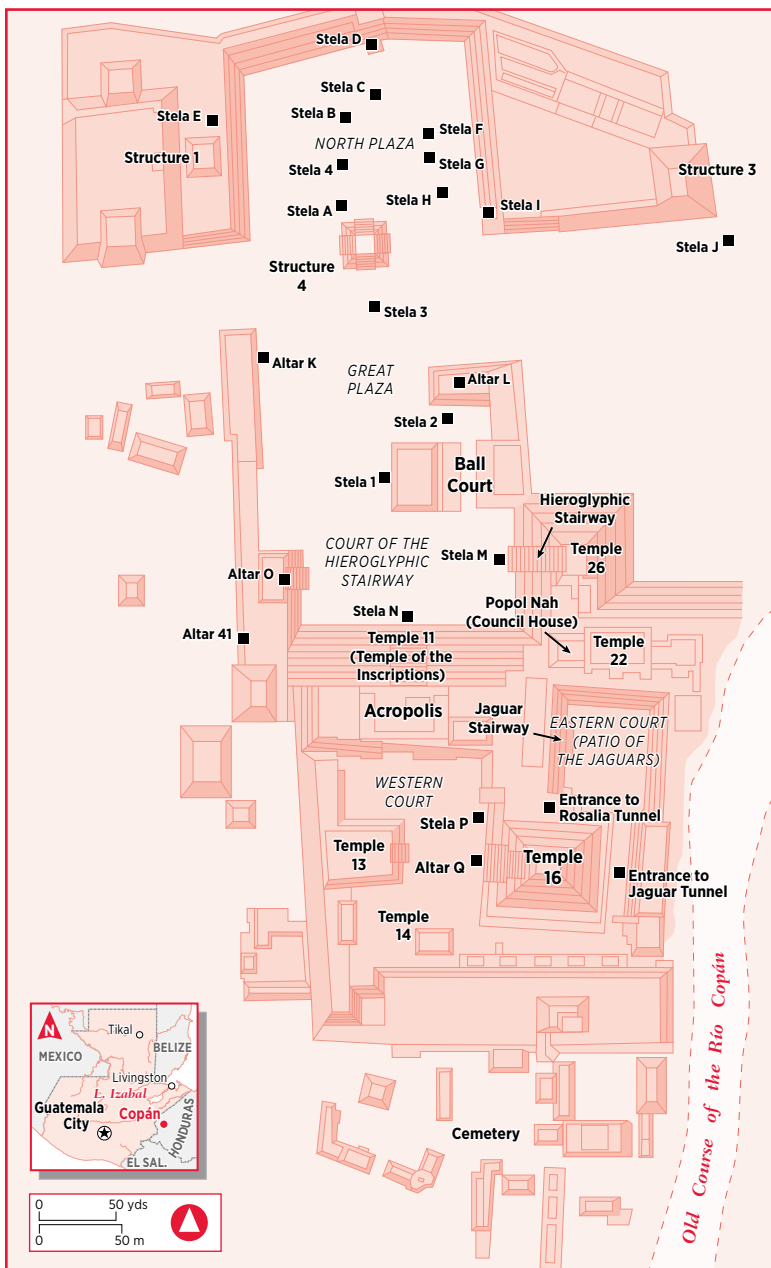 Stela D
Stela C
Stela B
Stela E
Stela F
NORTH PLAZA
Structure 1
Stela G
Stela 4
Structure 3
Stela H
Stela A
Stela I
Stela J
Structure
4
Stela 3
Altar K
GREAT
PLAZA
Altar L
Stela 2
Ball
Court
Stela 1
Hieroglyphic
Stairway
COURT OF THE
HIEROGLYPHIC
STAIRWAY
Stela M
Temple
26
Altar O
Popol Nah
(Council House)
Stela N
Altar 41
Temple 11
(Temple of the
Inscriptions)
Temple
22
Acropolis
Jaguar
Stairway
EASTERN COURT
(PATIO OF
THE JAGUARS)
WESTERN
COURT
Entrance to
Rosalia Tunnel
Stela P
Temple
13
Altar Q
Temple
16
Entrance to
Jaguar Tunnel
Temple
14
Old Course of the Río Copán
Cemetery
N
Tikal
MEXICO
BELIZE
Livingston
L. Izabal
Guatemala
City
Copán
HONDURAS
EL SAL.
0 50 yds
0 50 m